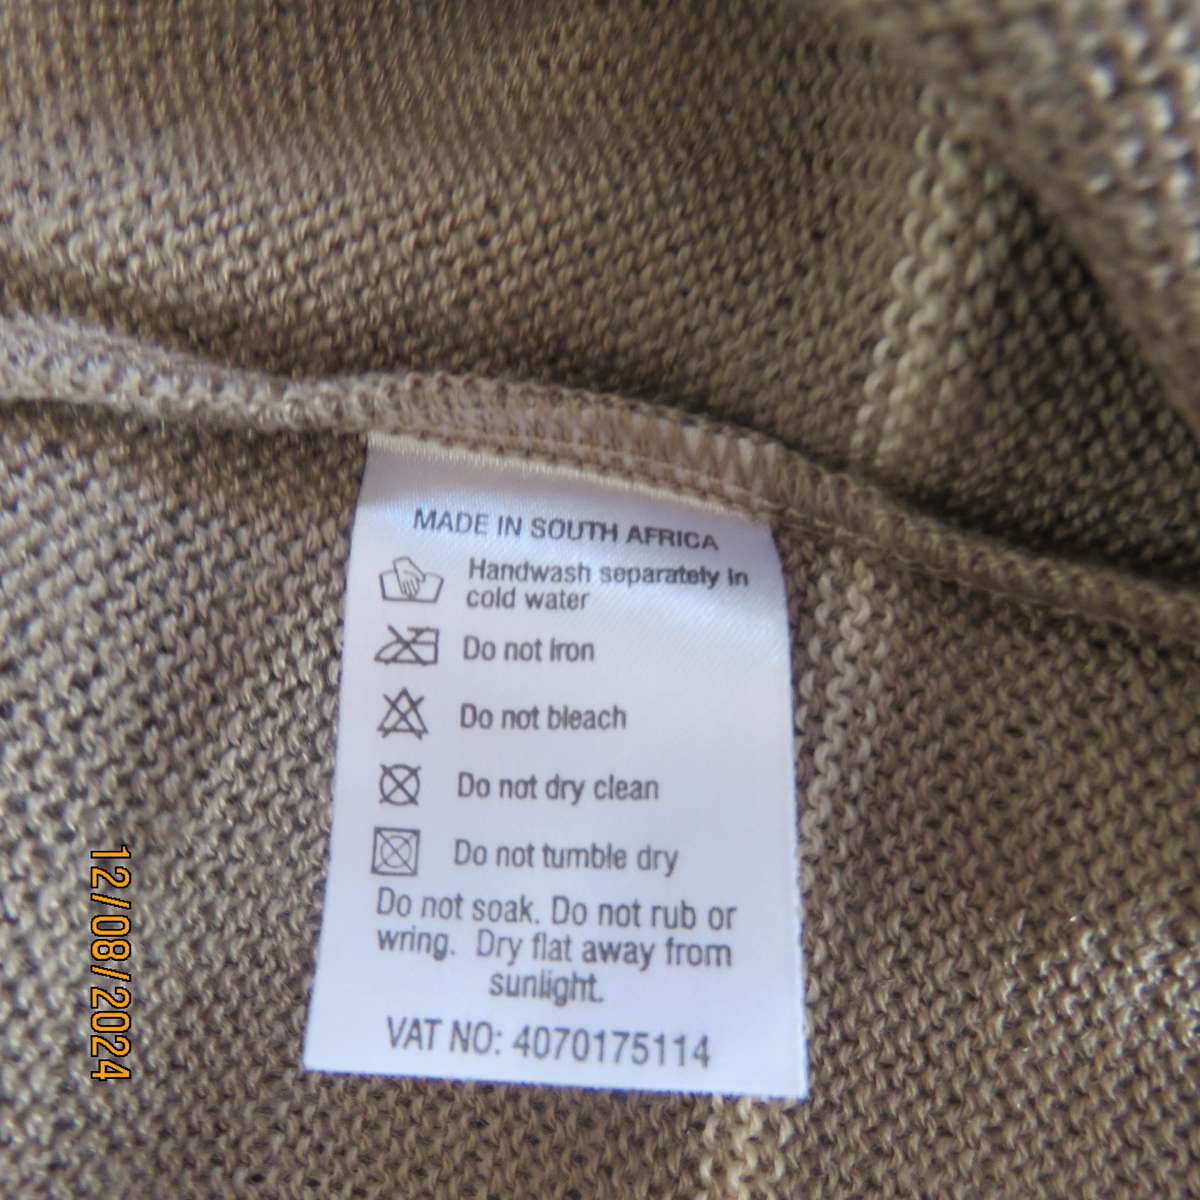 MADE IN SOUTH AFRICA
Handwash separately in
cold water
Do not iron
Do not bleach
Do not dry clean
Do not tumble dry
Do not soak. Do not rub or
wring. Dry flat away from
sunlight.
VAT NO: 4070175114
12/08/2024